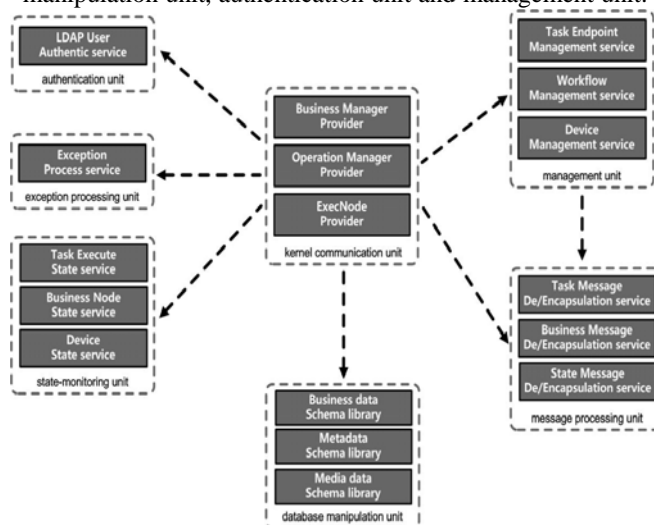 manipulation unit, authentication unit and management unit.
LDAP User
Authentic service
authentication unit
Exception
Process service
exception processing unit
Task Execute
State service
Business Node
State service
Device
State service
state-monitoring unit
Business Manager
Provider
Operation Manager
Provider
ExecNode
Provider
kernel communication unit
Business data
Schema library
Metadata
Schema library
Media data
Schema library
database manipulation unit
Task Endpoint
Management service
Workflow
Management service
Device
Management service
management unit
Task Message
De/Encapsulation service
Business Message
De/Encapsulation service
State Message
De/Encapsulation service
message processing unit